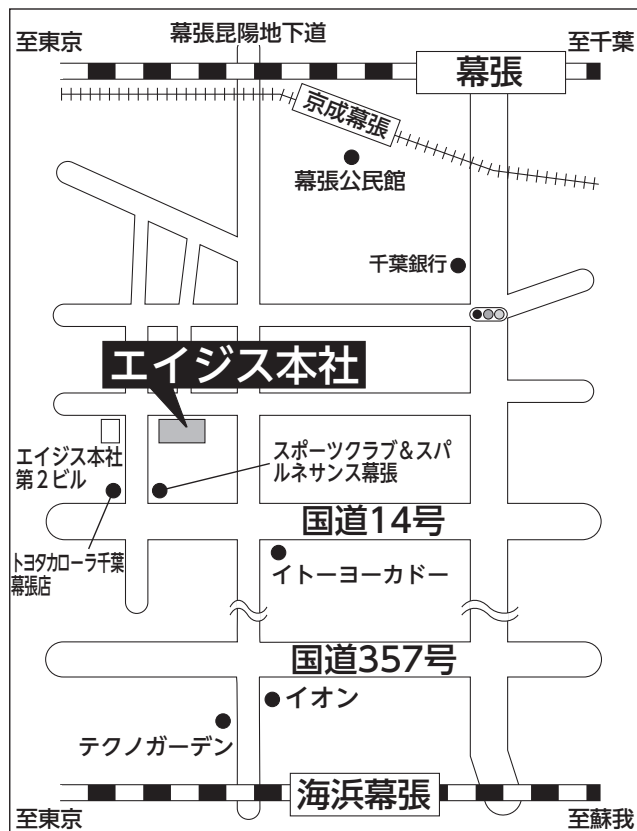 至東京
幕張昆陽地下道
至千葉
幕張
京成幕張
幕張公民館
千葉銀行
エイジス本社
エイジス本社
第2ビル
スポーツクラブ＆スパ
ルネサンス幕張
国道14号
トヨタカローラ千葉
幕張店
イトーヨーカドー
国道357号
イオン
テクノガーデン
海浜幕張
至東京
至蘇我